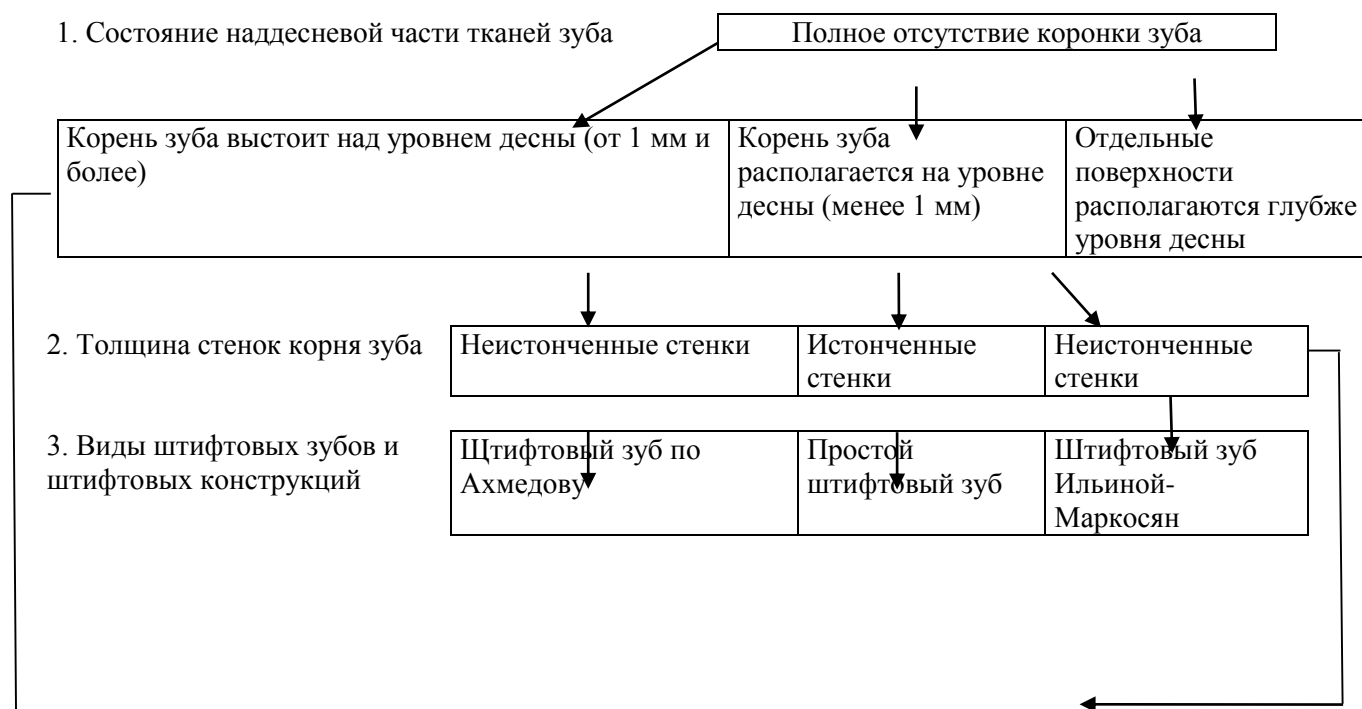 1. Состояние наддесневой части тканей зуба
Полное отсутствие коронки зуба
Корень зуба выстоит над уровнем десны (от 1 мм и
более)
Корень зуба
располагается на уровне
десны (менее 1 мм)
Отдельные
поверхности
располагаются глубже
уровня десны
2. Толщина стенок корня зуба
Неистонченные стенки
Истонченные
стенки
Неистонченные
стенки
3. Виды штифтовых зубов и
штифтовых конструкций
Щтифтовый зуб по
Ахмедову
Простой
штифтовый зуб
Штифтовый зуб
Ильиной-
Маркосян